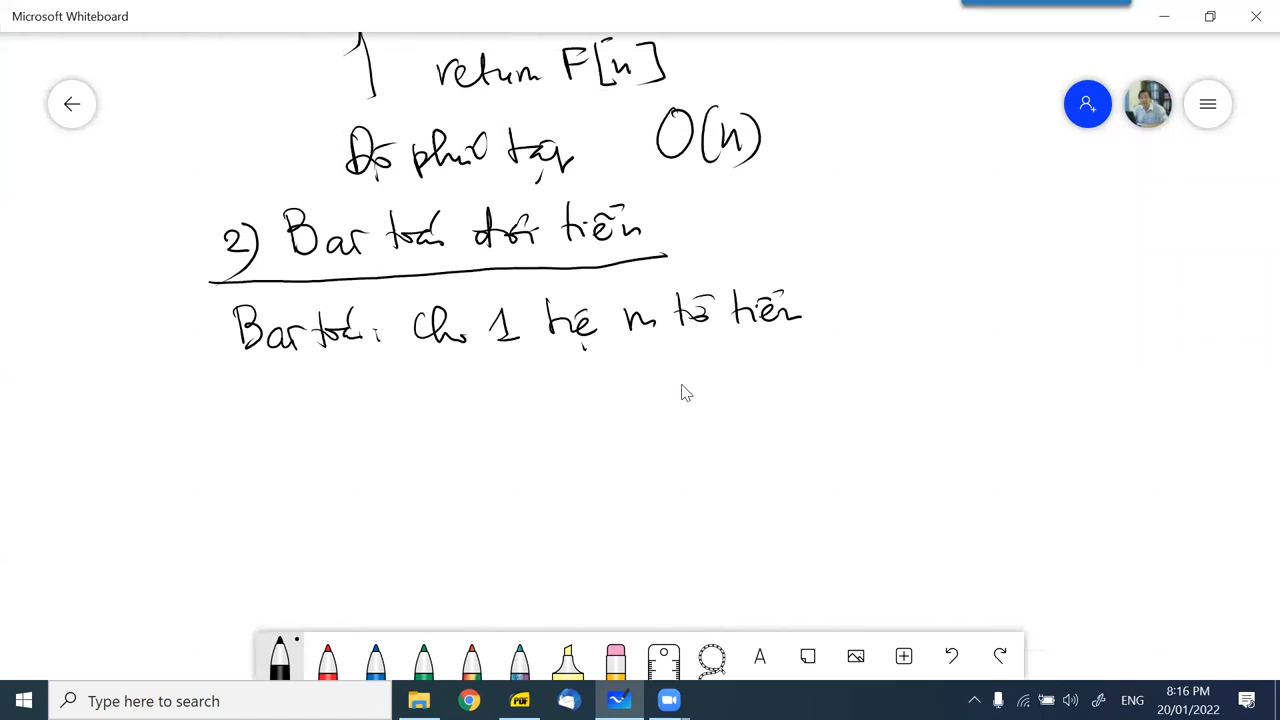 Microsoft Whiteboard
return F[n]
Độ phức tạp O(n)
2) Bài toán đổi tiền
Bài toán: Cho 1 hệ m tờ tiền
A
Type here to search
PDF
ENG
8:16 PM
20/01/2022